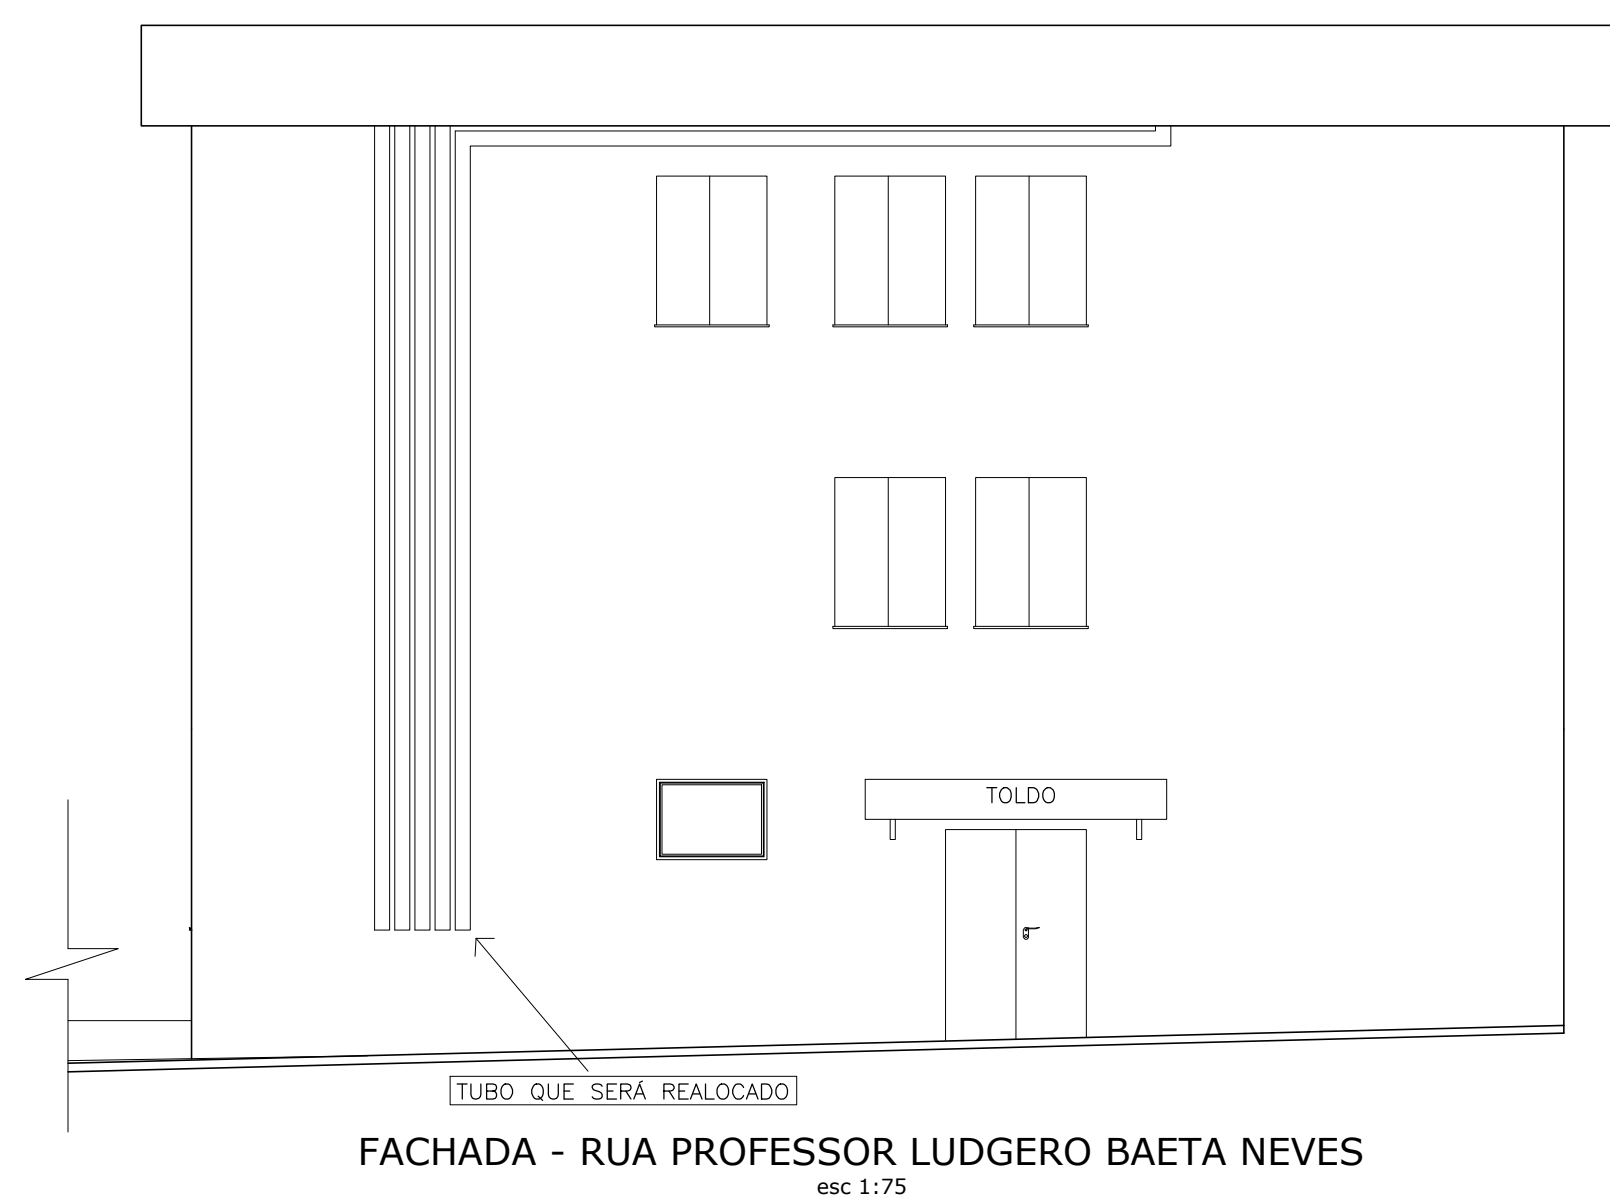 TOLDO
TUBO QUE SERÁ REALOCADO
FACHADA - RUA PROFESSOR LUDGERO BAETA NEVES
esc 1:75